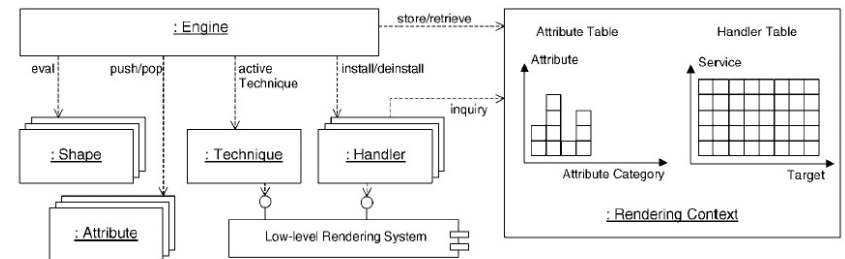 : Engine
store/retrieve
eval
push/pop
active
Technique
install/deinstall
inquiry
: Shape
: Technique
: Handler
: Attribute
Low-level Rendering System
Attribute Table
Handler Table
Attribute
Service
Attribute Category
Target
: Rendering Context